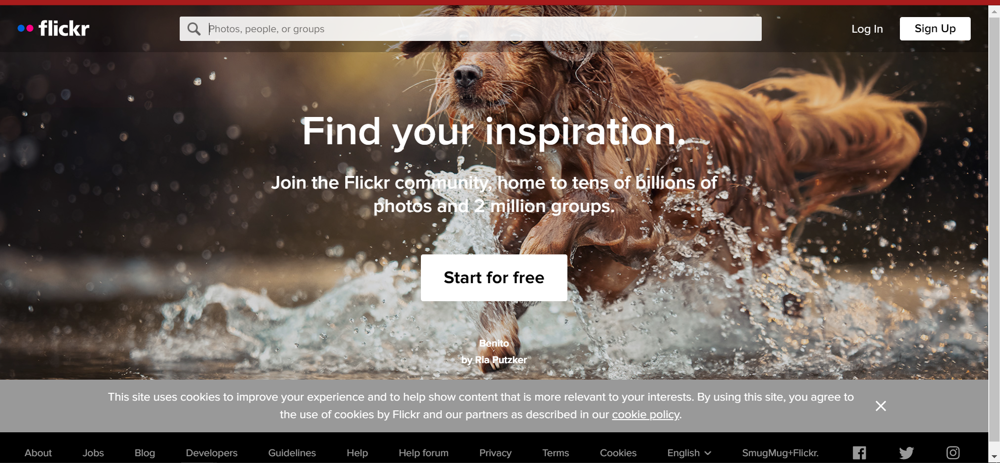 flickr
Photos, people, or groups
Log In
Sign Up
Find your inspiration.
Join the Flickr community, home to tens of billions of
photos and 2 million groups.
Start for free
Benito
by Ria Putzker
This site uses cookies to improve your experience and to help show content that is more relevant to your interests. By using this site, you agree to
the use of cookies by Flickr and our partners as described in our cookie policy.
About Jobs Blog Developers Guidelines Help Help forum Privacy Terms Cookies English SmugMug+Flickr.